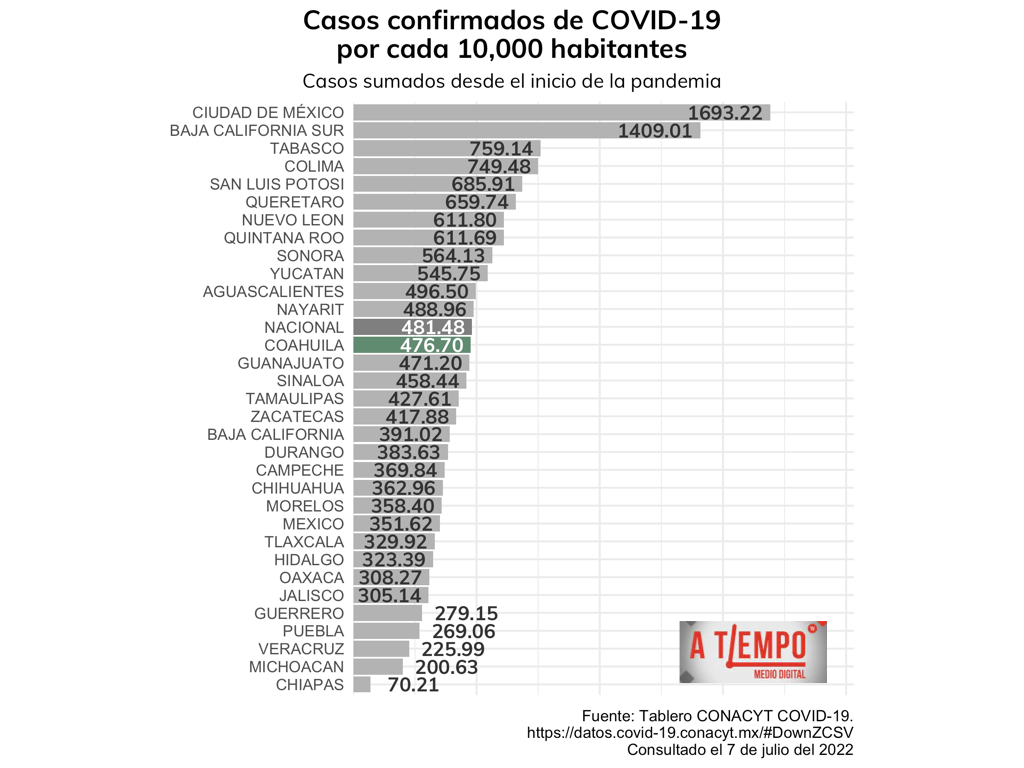 Casos confirmados de COVID-19
por cada 10,000 habitantes
Casos sumados desde el inicio de la pandemia
CIUDAD DE MÉXICO 1693.22
BAJA CALIFORNIA SUR 1409.01
TABASCO 759.14
COLIMA 749.48
SAN LUIS POTOSI 685.91
QUERETARO 659.74
NUEVO LEON 611.80
QUINTANA ROO 611.69
SONORA 564.13
YUCATAN 545.75
AGUASCALIENTES 496.50
NAYARIT 488.96
NACIONAL 481.48
COAHUILA 476.70
GUANAJUATO 471.20
SINALOA 458.44
TAMAULIPAS 427.61
ZACATECAS 417.88
BAJA CALIFORNIA 391.02
DURANGO 383.63
CAMPECHE 369.84
CHIHUAHUA 362.96
MORELOS 358.40
MEXICO 351.62
TLAXCALA 329.92
HIDALGO 323.39
OAXACA 308.27
JALISCO 305.14
GUERRERO 279.15
PUEBLA 269.06
VERACRUZ 225.99
MICHOACAN 200.63
CHIAPAS 70.21
A TIEMPO
MEDIO DIGITAL
Fuente: Tablero CONACYT COVID-19.
https://datos.covid-19.conacyt.mx/#DownZCSV
Consultado el 7 de julio del 2022